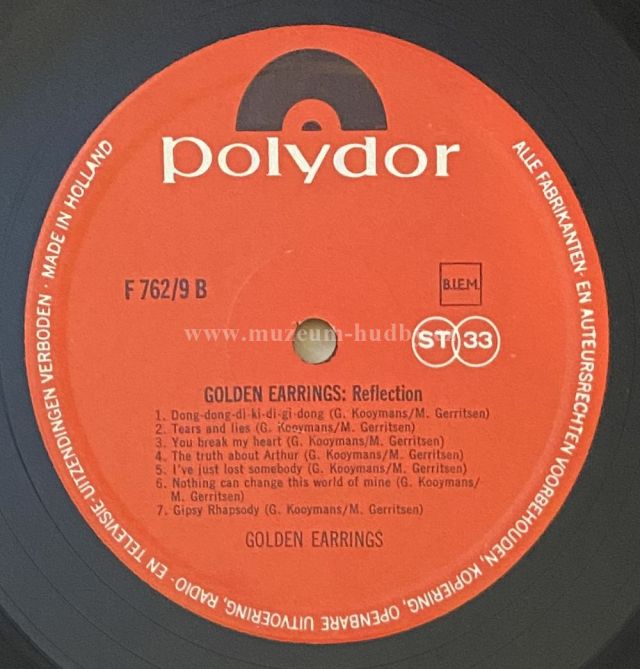 polydor
F 762/9 B
B.I.E.M.
ST 33
GOLDEN EARRINGS: Reflection
1. Dong-dong-di-ki-di-gi-dong (G. Kooymans/M. Gerritsen)
2. Tears and lies (G. Kooymans/M. Gerritsen)
3. You break my heart (G. Kooymans/M. Gerritsen)
4. The truth about Arthur (G. Kooymans/M. Gerritsen)
5. I've just lost somebody (G. Kooymans/M. Gerritsen)
6. Nothing can change this world of mine (G. Kooymans/
M. Gerritsen)
7. Gipsy Rhapsody (G. Kooymans/M. Gerritsen)
GOLDEN EARRINGS
ALLE FABRIKANTEN- EN AUTEURSRECHTEN VOORBEHOUDEN, KOPIERING, OPENBARE UITVOERING, RADIO- EN TELEVISIE-UITZENDINGEN VERBODEN · MADE IN HOLLAND